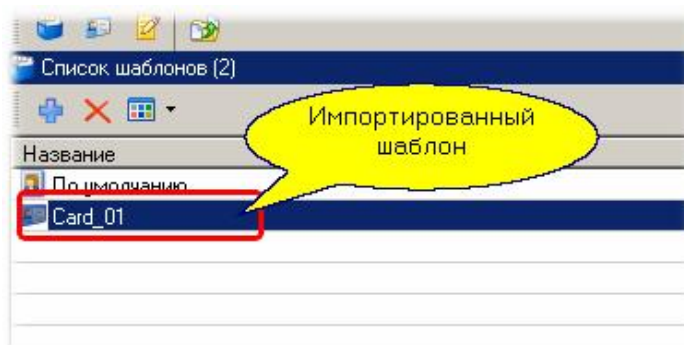 Список шаблонов (2)
Импортированный
шаблон
Название
По умолчанию
Card_01